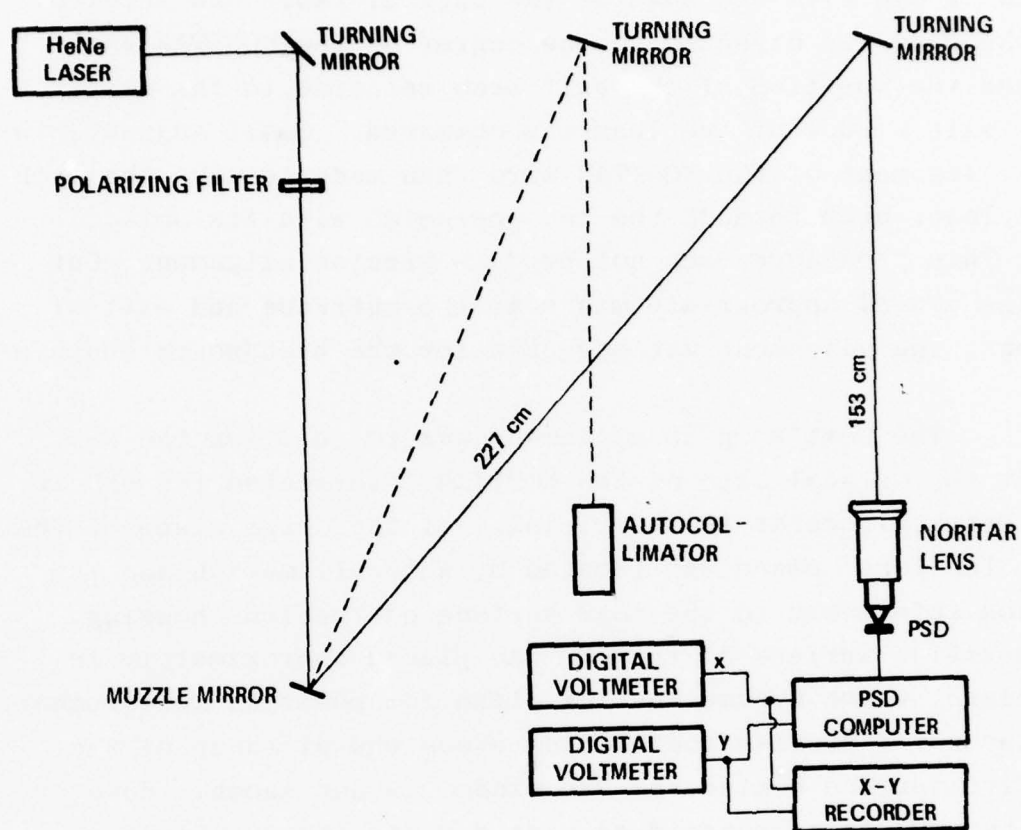 HeNe
LASER
TURNING
MIRROR
TURNING
MIRROR
TURNING
MIRROR
POLARIZING FILTER
227 cm
153 cm
AUTOCOL-
LIMATOR
NORITAR
LENS
PSD
MUZZLE MIRROR
DIGITAL
VOLTMETER
X
DIGITAL
VOLTMETER
Y
PSD
COMPUTER
X-Y
RECORDER